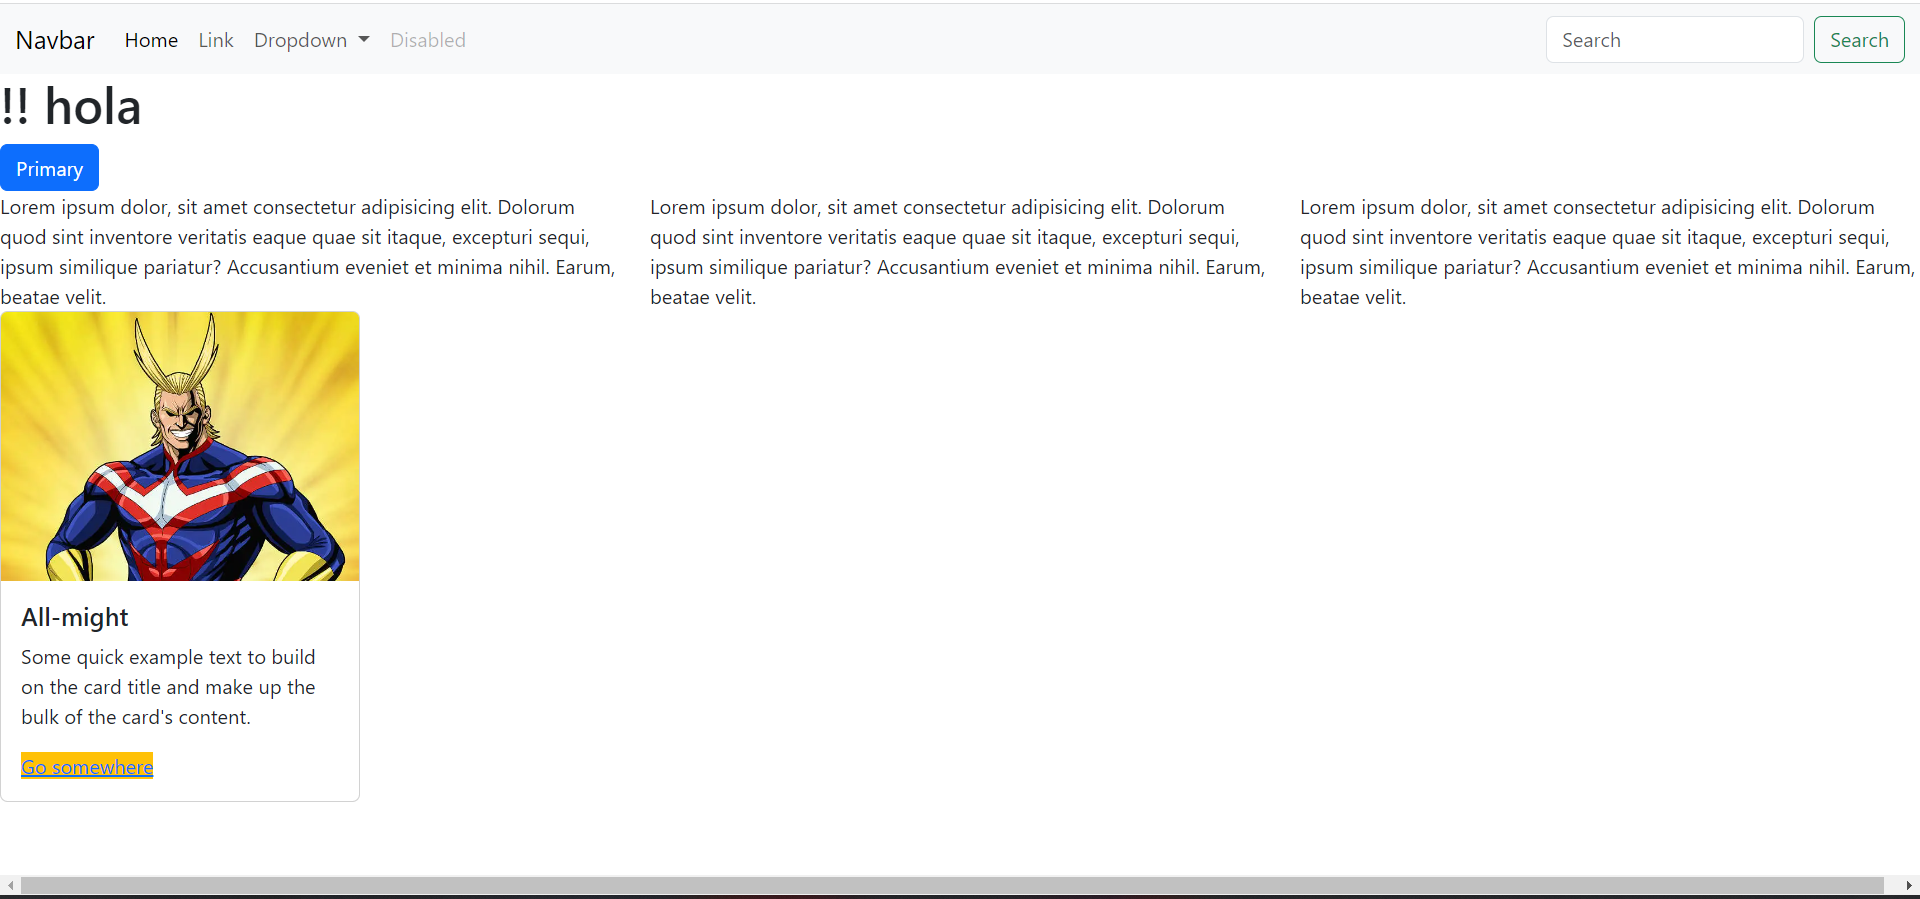 Navbar Home Link Dropdown Disabled Search Search
!! hola
Primary
Lorem ipsum dolor, sit amet consectetur adipisicing elit. Dolorum
quod sint inventore veritatis eaque quae sit itaque, excepturi sequi,
ipsum similique pariatur? Accusantium eveniet et minima nihil. Earum,
beatae velit.
Lorem ipsum dolor, sit amet consectetur adipisicing elit. Dolorum
quod sint inventore veritatis eaque quae sit itaque, excepturi sequi,
ipsum similique pariatur? Accusantium eveniet et minima nihil. Earum,
beatae velit.
Lorem ipsum dolor, sit amet consectetur adipisicing elit. Dolorum
quod sint inventore veritatis eaque quae sit itaque, excepturi sequi,
ipsum similique pariatur? Accusantium eveniet et minima nihil. Earum,
beatae velit.
All-might
Some quick example text to build
on the card title and make up the
bulk of the card's content.
Go somewhere